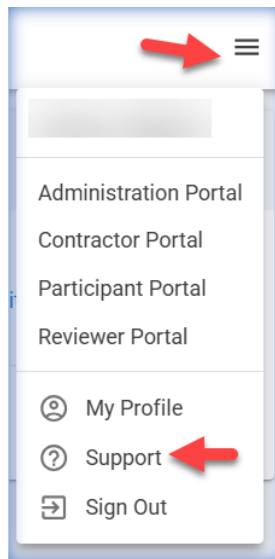 Administration Portal
Contractor Portal
Participant Portal
Reviewer Portal
My Profile
Support
Sign Out